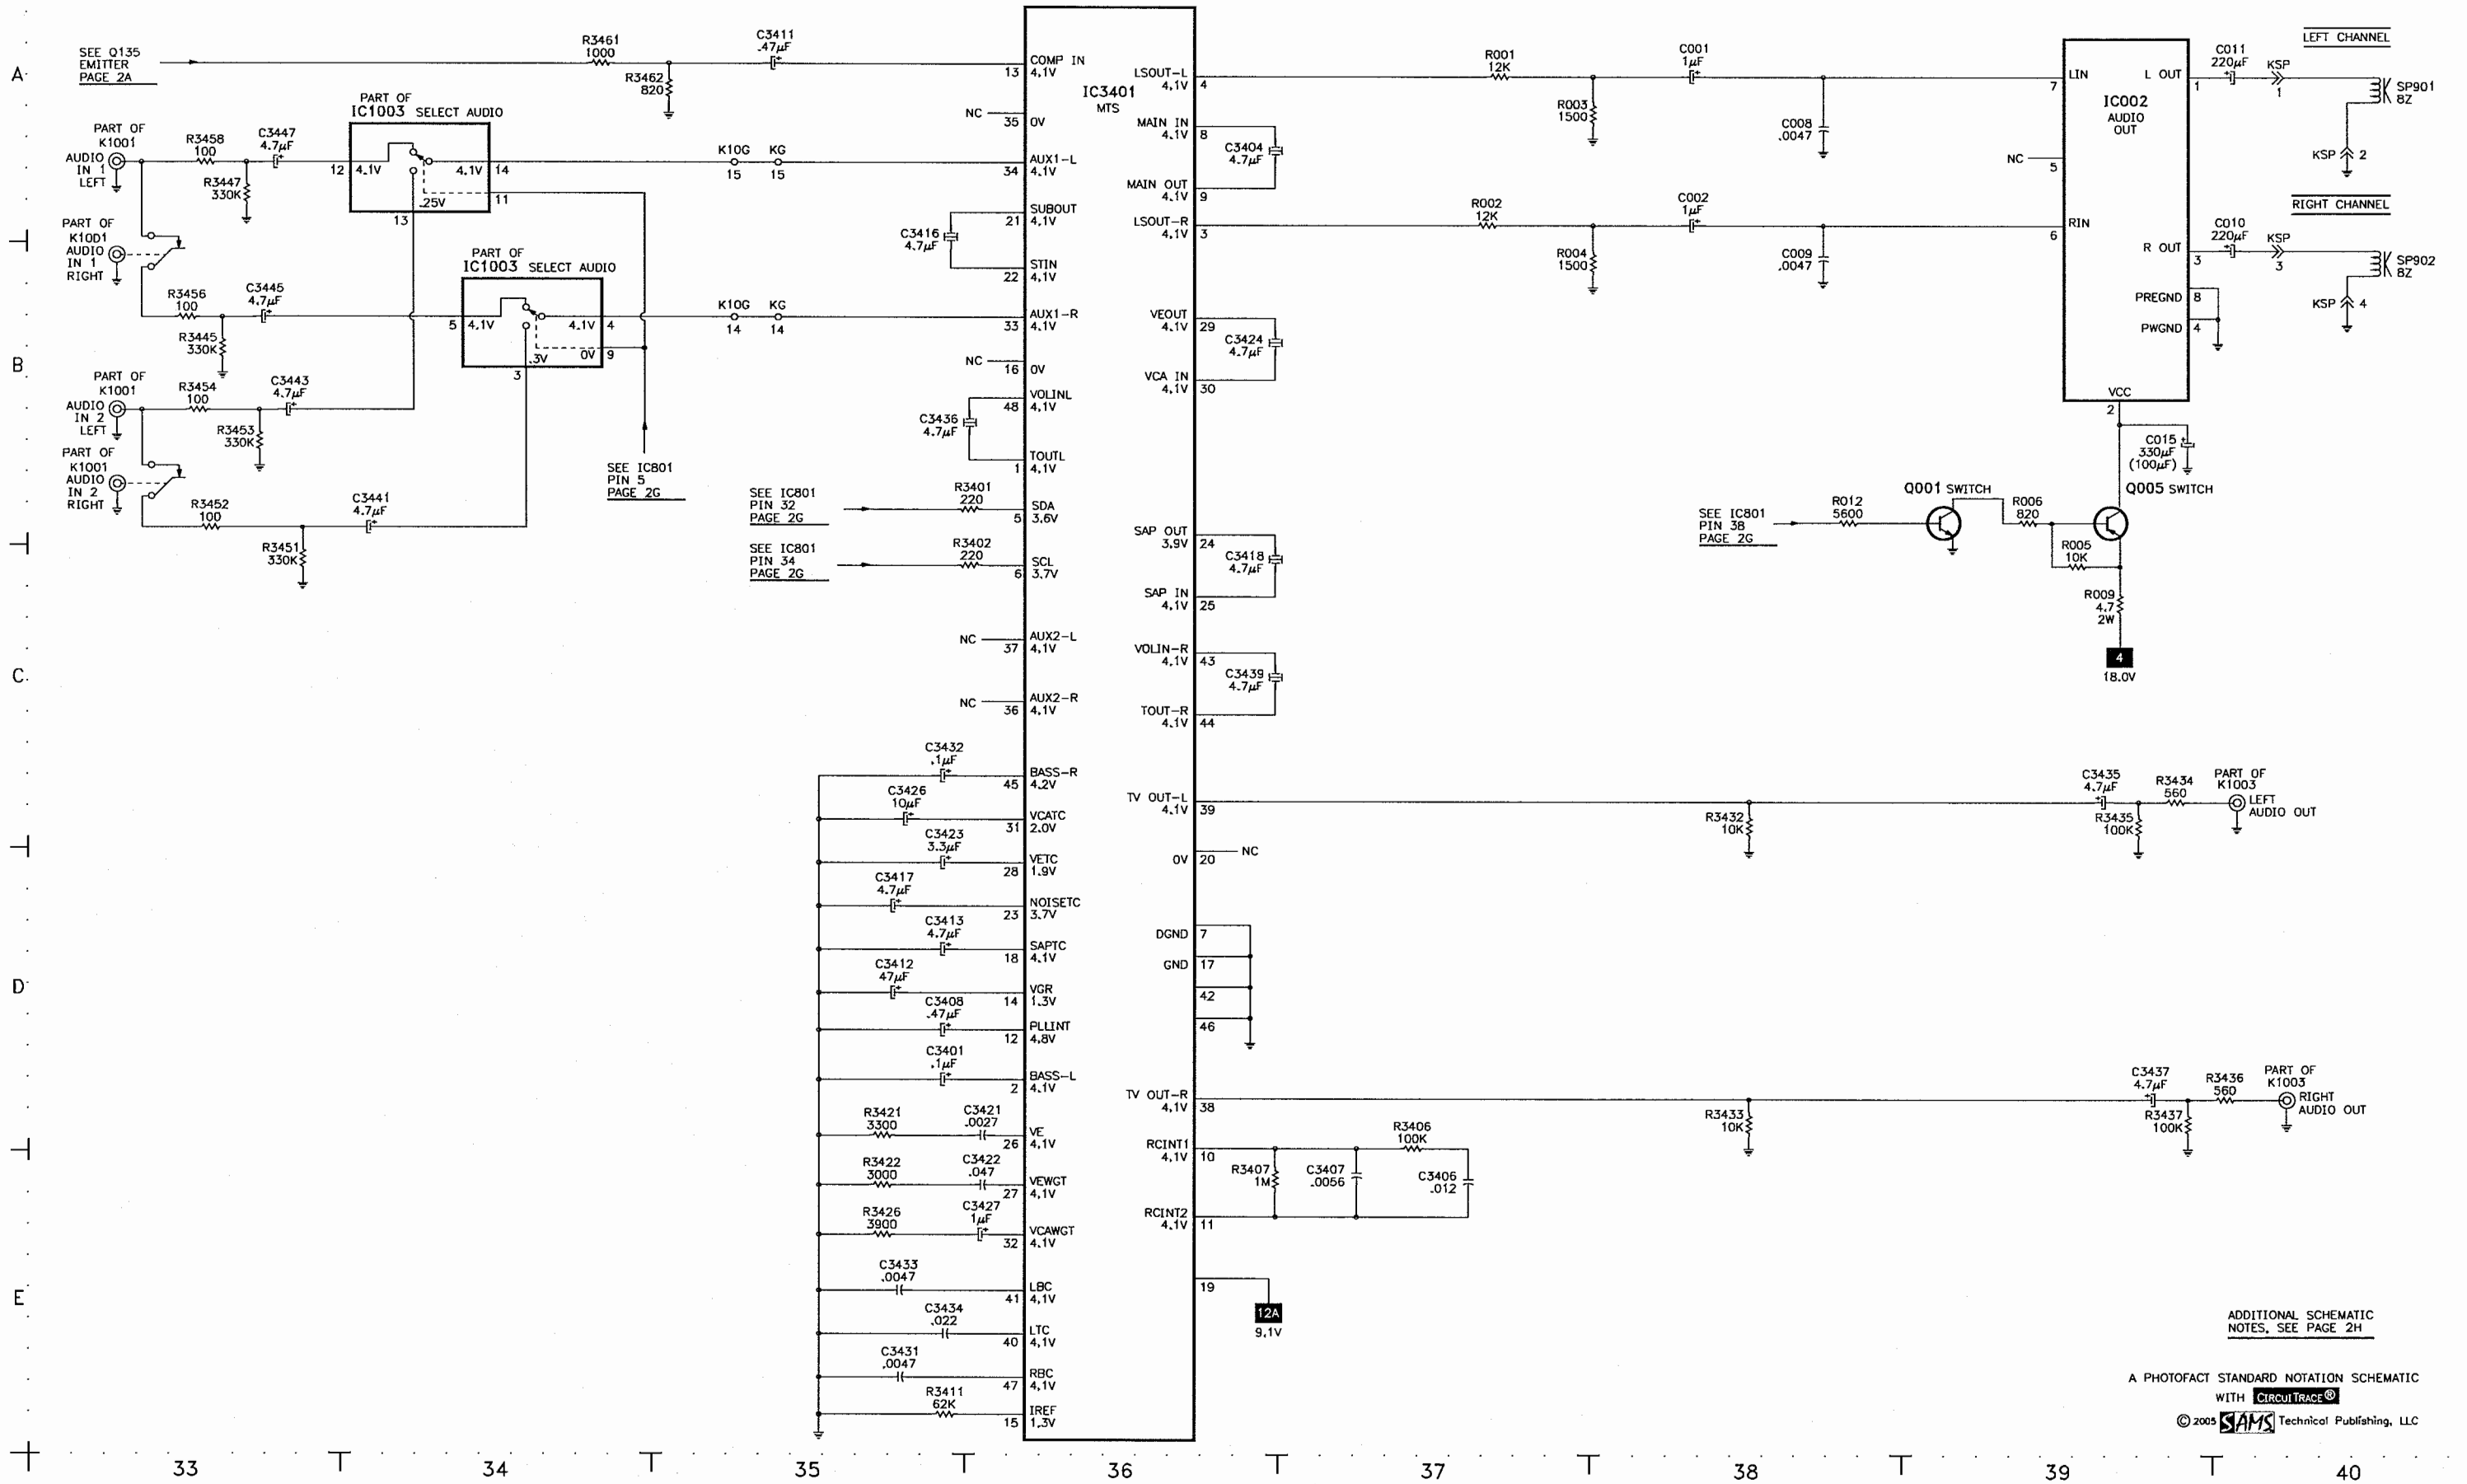 SEE Q135
EMITTER
PAGE 2A
R3461
1000
R3462
820
C3411
.47µF
COMP IN
13 4.1V
NC
35 0V
PART OF
IC1003 SELECT AUDIO
PART OF
K1001
AUDIO
IN 1
LEFT
R3458
100
C3447
4.7µF
R3447
330K
12 4.1V
4.1V 14
11
.25V
13
K10G KG
15 15
AUX1-L
34 4.1V
PART OF
K10D1
AUDIO
IN 1
RIGHT
C3416
4.7µF
SUBOUT
21 4.1V
STIN
22 4.1V
PART OF
IC1003 SELECT AUDIO
R3456
100
C3445
4.7µF
R3445
330K
5 4.1V
4.1V 4
.3V
0V 9
3
K10G KG
14 14
AUX1-R
33 4.1V
NC
16 0V
PART OF
K1001
AUDIO
IN 2
LEFT
R3454
100
C3443
4.7µF
R3453
330K
C3436
4.7µF
VOLINL
48 4.1V
TOUTL
1 4.1V
PART OF
K1001
AUDIO
IN 2
RIGHT
R3452
100
C3441
4.7µF
R3451
330K
SEE IC801
PIN 5
PAGE 2G
SEE IC801
PIN 32
PAGE 2G
R3401
220
SDA
5 3.6V
SEE IC801
PIN 34
PAGE 2G
R3402
220
SCL
6 3.7V
NC
AUX2-L
37 4.1V
NC
AUX2-R
36 4.1V
C3432
.1µF
BASS-R
45 4.2V
C3426
10µF
VCATC
31 2.0V
C3423
3.3µF
VETC
28 1.9V
C3417
4.7µF
NOISETC
23 3.7V
C3413
4.7µF
SAPTC
18 4.1V
C3412
47µF
VGR
14 1.3V
C3408
.47µF
PLLINT
12 4.8V
C3401
.1µF
BASS-L
2 4.1V
R3421
3300
C3421
.0027
VE
26 4.1V
R3422
3000
C3422
.047
VEWGT
27 4.1V
R3426
3900
C3427
1µF
VCAWGT
32 4.1V
C3433
.0047
LBC
41 4.1V
C3434
.022
LTC
40 4.1V
C3431
.0047
RBC
47 4.1V
R3411
62K
IREF
15 1.3V
IC3401
MTS
LSOUT-L
4.1V 4
MAIN IN
4.1V 8
C3404
4.7µF
MAIN OUT
4.1V 9
LSOUT-R
4.1V 3
VEOUT
4.1V 29
C3424
4.7µF
VCA IN
4.1V 30
SAP OUT
3.9V 24
C3418
4.7µF
SAP IN
4.1V 25
VOLIN-R
4.1V 43
C3439
4.7µF
TOUT-R
4.1V 44
TV OUT-L
4.1V 39
0V 20 NC
DGND 7
GND 17
42
46
TV OUT-R
4.1V 38
RCINT1
4.1V 10
RCINT2
4.1V 11
R3407
1M
C3407
.0056
R3406
100K
C3406
.012
19
12A
9.1V
R001
12K
C001
1µF
R003
1500
C008
.0047
R002
12K
C002
1µF
R004
1500
C009
.0047
7 LIN
L OUT 1
IC002
AUDIO
OUT
NC
5
6 RIN
R OUT 3
PREGND 8
PWGND 4
VCC
2
C011
220µF
KSP
1
LEFT CHANNEL
SP901
8Z
KSP 2
RIGHT CHANNEL
C010
220µF
KSP
3
SP902
8Z
KSP 4
C015
330µF
(100µF)
Q001 SWITCH
Q005 SWITCH
SEE IC801
PIN 38
PAGE 2G
R012
5600
R006
820
R005
10K
R009
4.7
2W
4
18.0V
R3432
10K
C3435
4.7µF
R3434
560
R3435
100K
PART OF
K1003
LEFT
AUDIO OUT
R3433
10K
C3437
4.7µF
R3436
560
R3437
100K
PART OF
K1003
RIGHT
AUDIO OUT
ADDITIONAL SCHEMATIC
NOTES, SEE PAGE 2H
A PHOTOFACT STANDARD NOTATION SCHEMATIC
WITH CIRCUITRACE®
© 2005 SAMS Technical Publishing, LLC
A
B
C
D
E
33 34 35 36 37 38 39 40